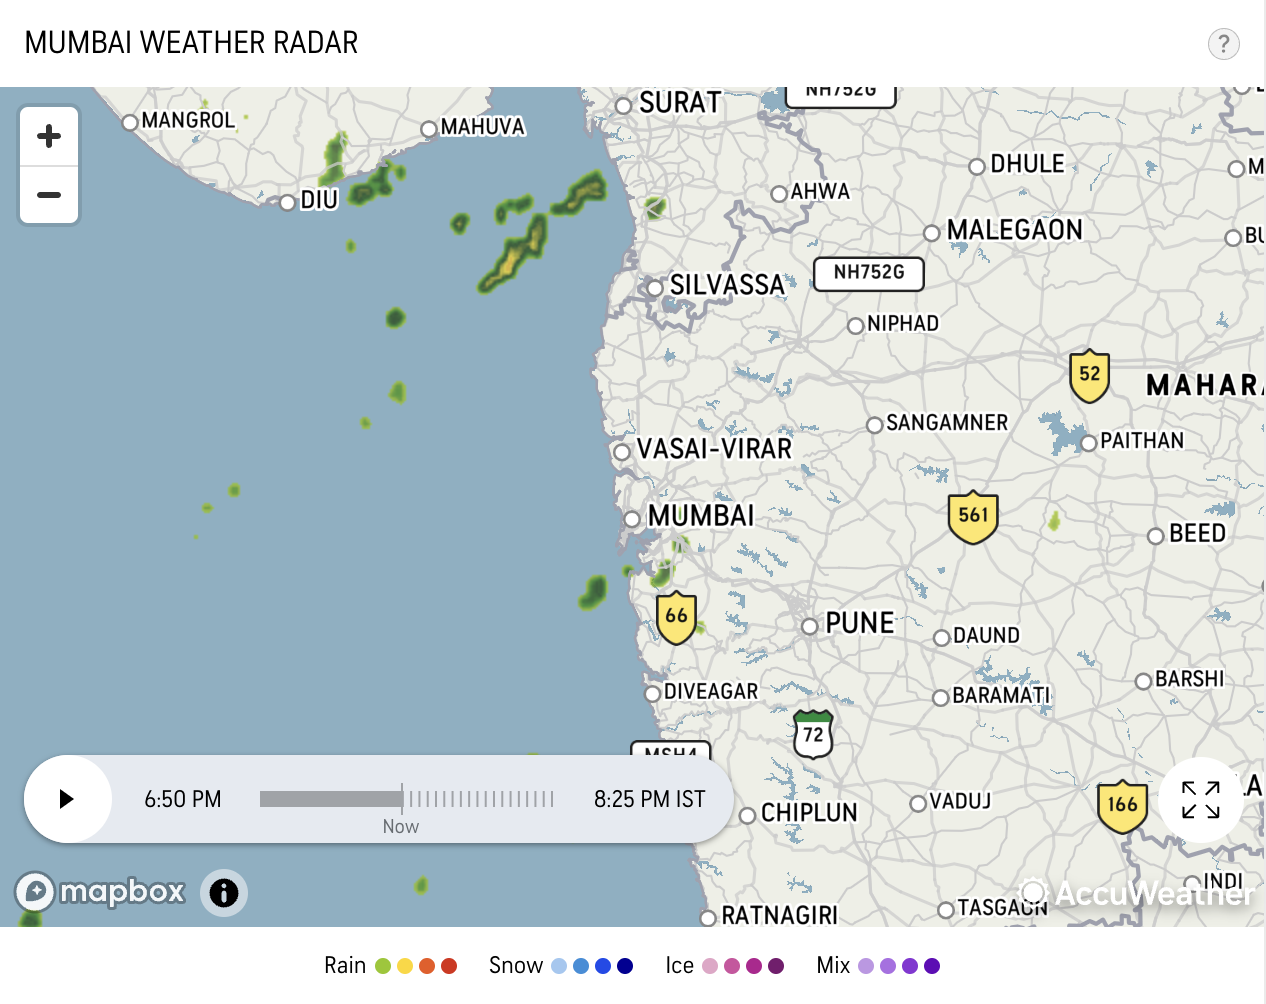 MUMBAI WEATHER RADAR
?
MANGROL
MAHUVA
SURAT
NH752G
DHULE
DIU
AHWA
MALEGAON
SILVASSA
NH752G
NIPHAD
52
SANGAMNER
PAITHAN
VASAI-VIRAR
MUMBAI
561
BEED
66
PUNE
DAUND
DIVEAGAR
BARAMATI
BARSHI
72
MSH4
6:50 PM
8:25 PM IST
Now
CHIPLUN
VADUJ
166
mapbox
INDI
AccuWeather
RATNAGIRI
TASGAON
Rain
Snow
Ice
Mix